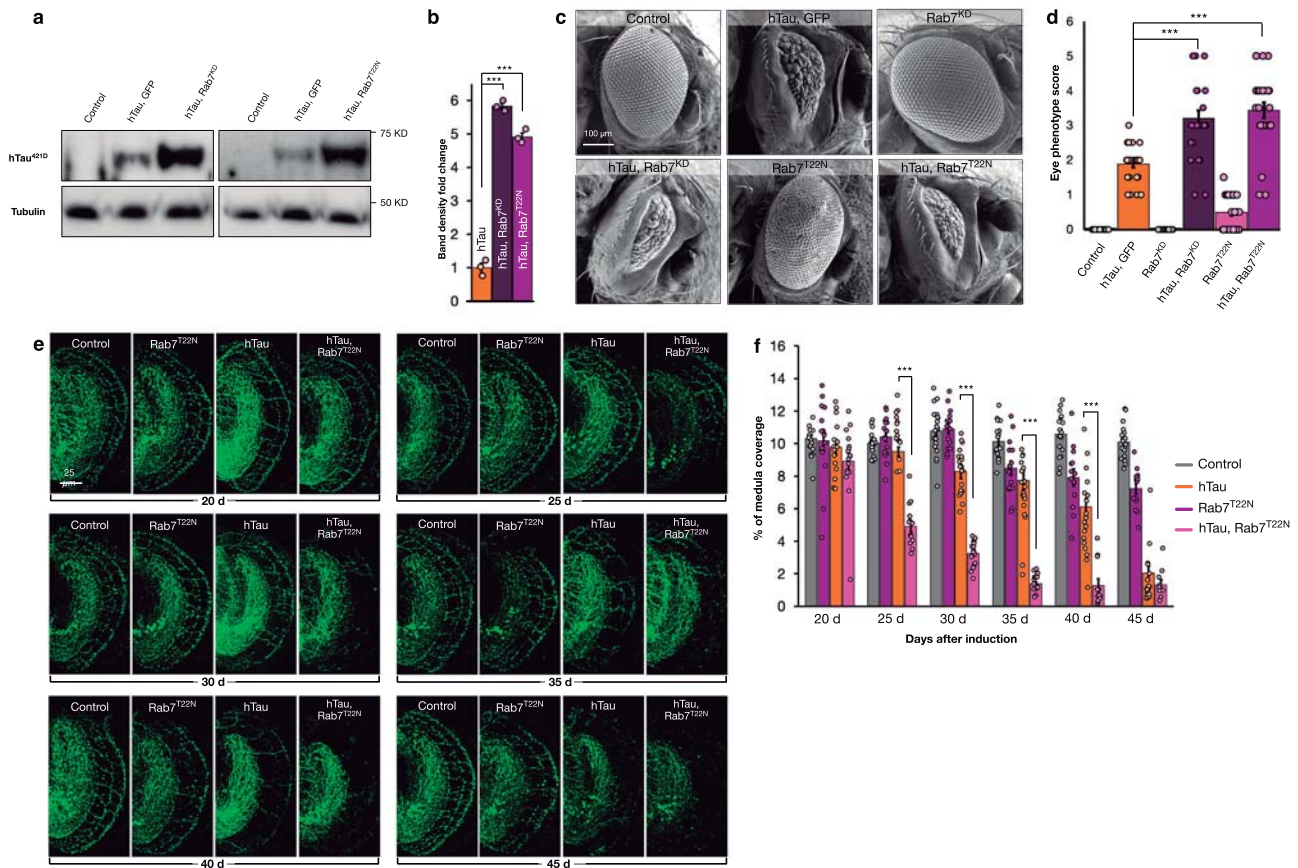 a
Control
hTau, GFP
hTau, Rab7ᴷᴰ
Control
hTau, GFP
hTau, Rab7ᵀ²²ᴺ
hTau⁴²¹ᴰ
Tubulin
75 KD
50 KD
b
Band density fold change
6
5
4
3
2
1
0
***
***
hTau
hTau, Rab7ᴷᴰ
hTau, Rab7ᵀ²²ᴺ
c
Control
hTau, GFP
Rab7ᴷᴰ
100 µm
hTau, Rab7ᴷᴰ
Rab7ᵀ²²ᴺ
hTau, Rab7ᵀ²²ᴺ
d
Eye phenotype score
6
5
4
3
2
1
0
***
***
Control
hTau, GFP
Rab7ᴷᴰ
hTau, Rab7ᴷᴰ
Rab7ᵀ²²ᴺ
hTau, Rab7ᵀ²²ᴺ
e
Control
Rab7ᵀ²²ᴺ
hTau
hTau,
Rab7ᵀ²²ᴺ
25
µm
20 d
Control
Rab7ᵀ²²ᴺ
hTau
hTau,
Rab7ᵀ²²ᴺ
25 d
Control
Rab7ᵀ²²ᴺ
hTau
hTau,
Rab7ᵀ²²ᴺ
30 d
Control
Rab7ᵀ²²ᴺ
hTau
hTau,
Rab7ᵀ²²ᴺ
35 d
Control
Rab7ᵀ²²ᴺ
hTau
hTau,
Rab7ᵀ²²ᴺ
40 d
Control
Rab7ᵀ²²ᴺ
hTau
hTau,
Rab7ᵀ²²ᴺ
45 d
f
% of medula coverage
16
14
12
10
8
6
4
2
0
***
***
***
***
20 d
25 d
30 d
35 d
40 d
45 d
Days after induction
Control
hTau
Rab7ᵀ²²ᴺ
hTau, Rab7ᵀ²²ᴺ